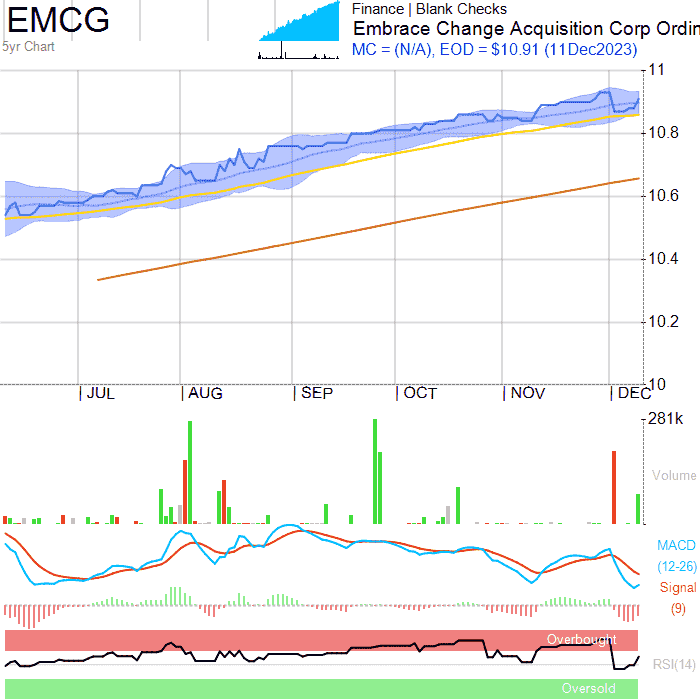 EMCG
5yr Chart
Finance | Blank Checks
Embrace Change Acquisition Corp Ordin
MC = (N/A), EOD = $10.91 (11Dec2023)
11
10.8
10.6
10.4
10.2
10
JUL
AUG
SEP
OCT
NOV
DEC
281k
Volume
MACD
(12-26)
Signal
(9)
Overbought
RSI(14)
Oversold